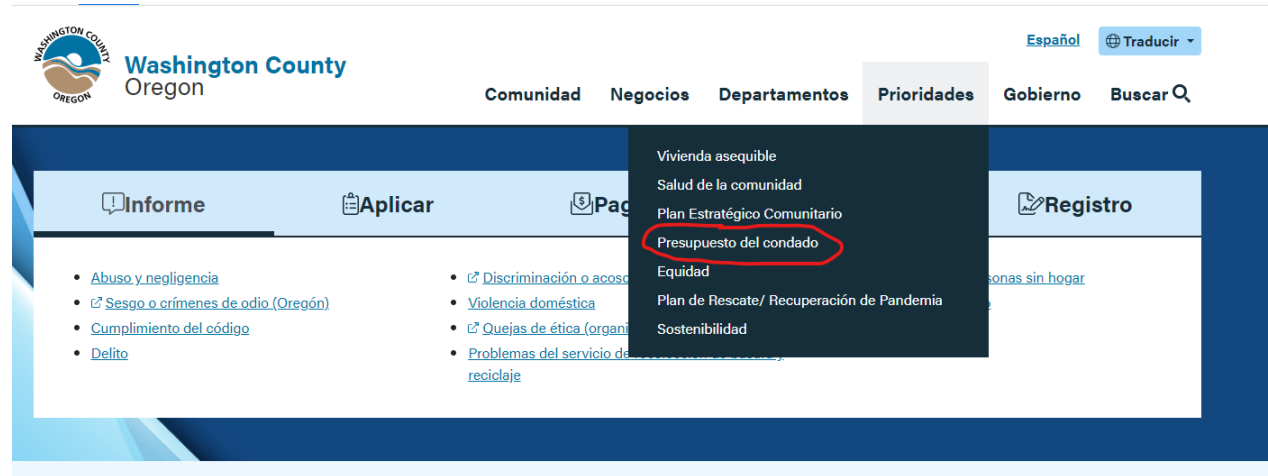 WASHINGTON COUNTY
OREGON
Washington County
Oregon
Español
Traducir
Comunidad Negocios Departamentos Prioridades Gobierno Buscar
Vivienda asequible
Salud de la comunidad
Plan Estratégico Comunitario
Presupuesto del condado
Equidad
Plan de Rescate/ Recuperación de Pandemia
Sostenibilidad
Informe
Aplicar
Registro
Abuso y negligencia
Sesgo o crímenes de odio (Oregón)
Cumplimiento del código
Delito
Discriminación o acoso
Violencia doméstica
Quejas de ética
Problemas del servicio de
reciclaje
sin hogar